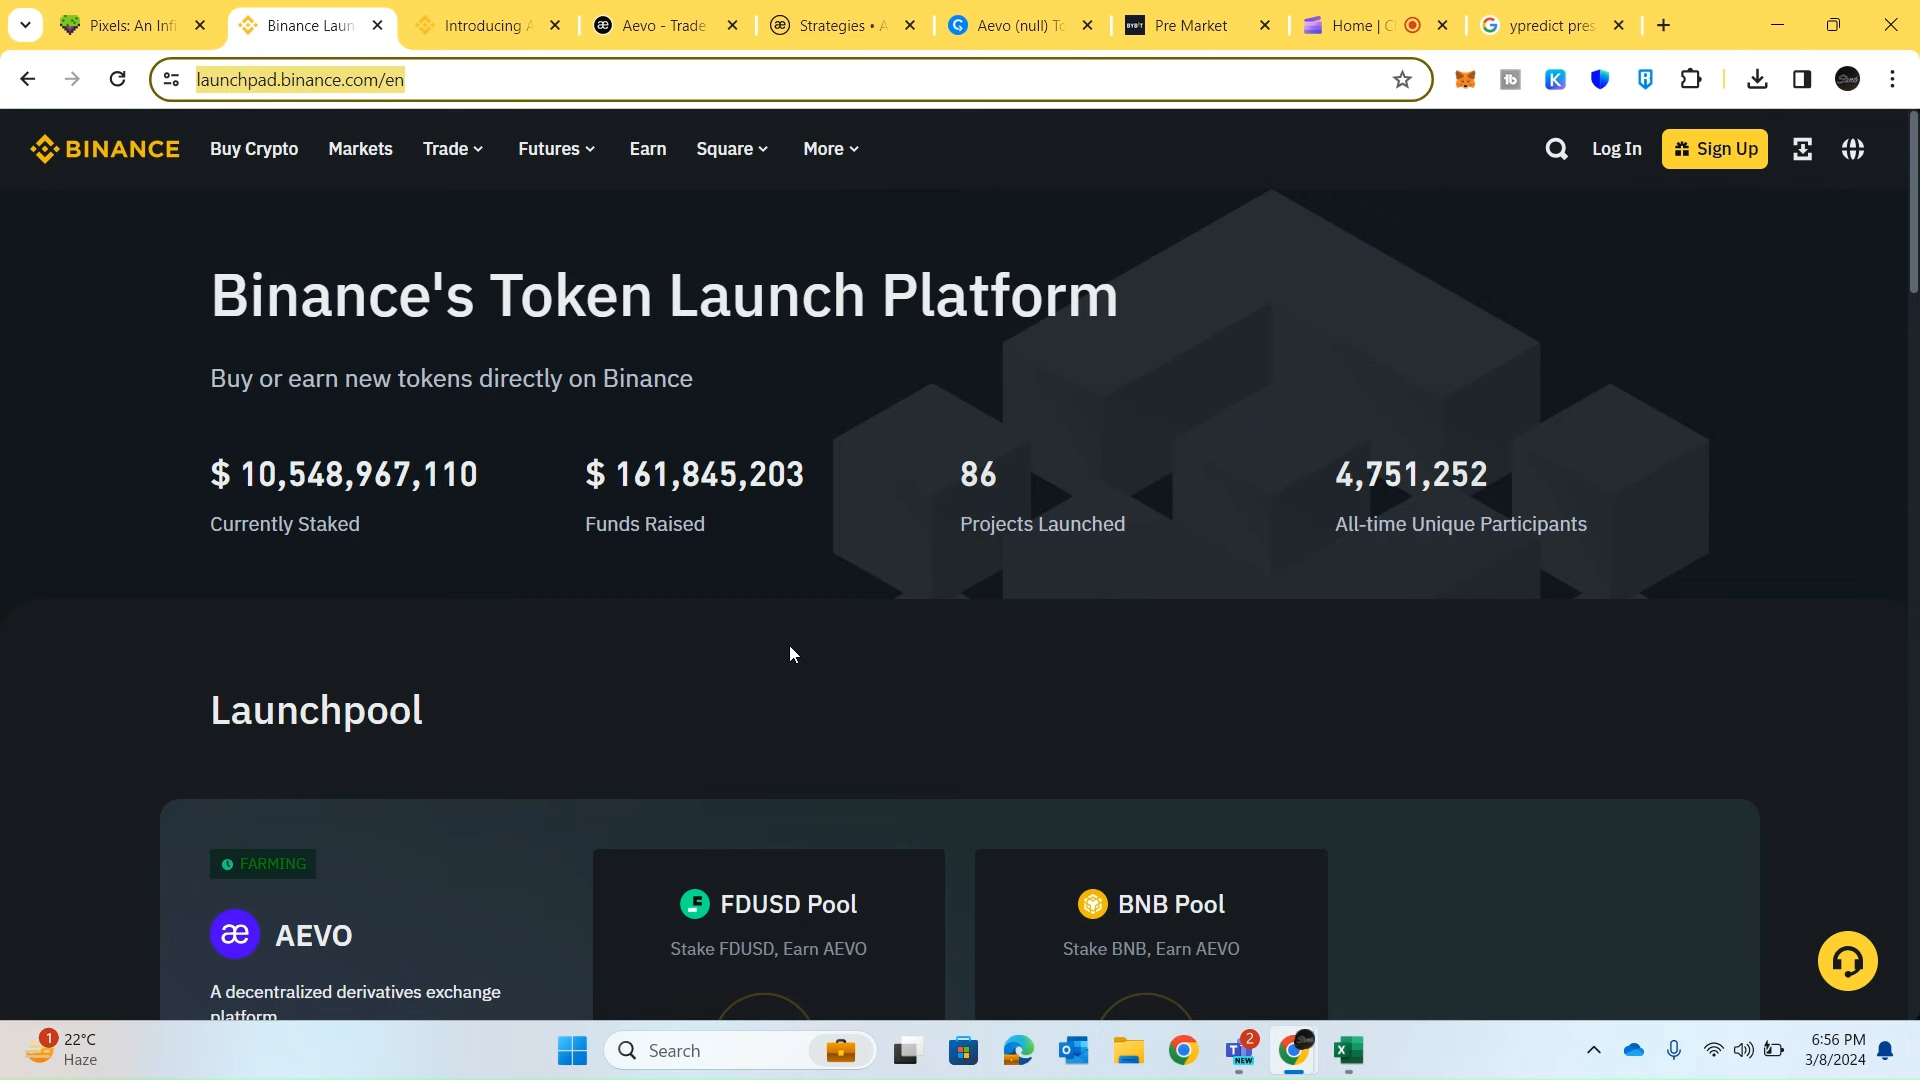 Pixels: An Infi
Binance Laun
Introducing A
Aevo - Trade
Strategies • A
Aevo (null) To
BYBIT
Pre Market
Home | C
ypredict pres
launchpad.binance.com/en
BINANCE
Buy Crypto
Markets
Trade
Futures
Earn
Square
More
Log In
Sign Up
Binance's Token Launch Platform
Buy or earn new tokens directly on Binance
$ 10,548,967,110
$ 161,845,203
86
4,751,252
Currently Staked
Funds Raised
Projects Launched
All-time Unique Participants
Launchpool
FARMING
AEVO
A decentralized derivatives exchange
platform
FDUSD Pool
Stake FDUSD, Earn AEVO
BNB Pool
Stake BNB, Earn AEVO
1
22°C
Haze
Search
2
NEW
6:56 PM
3/8/2024